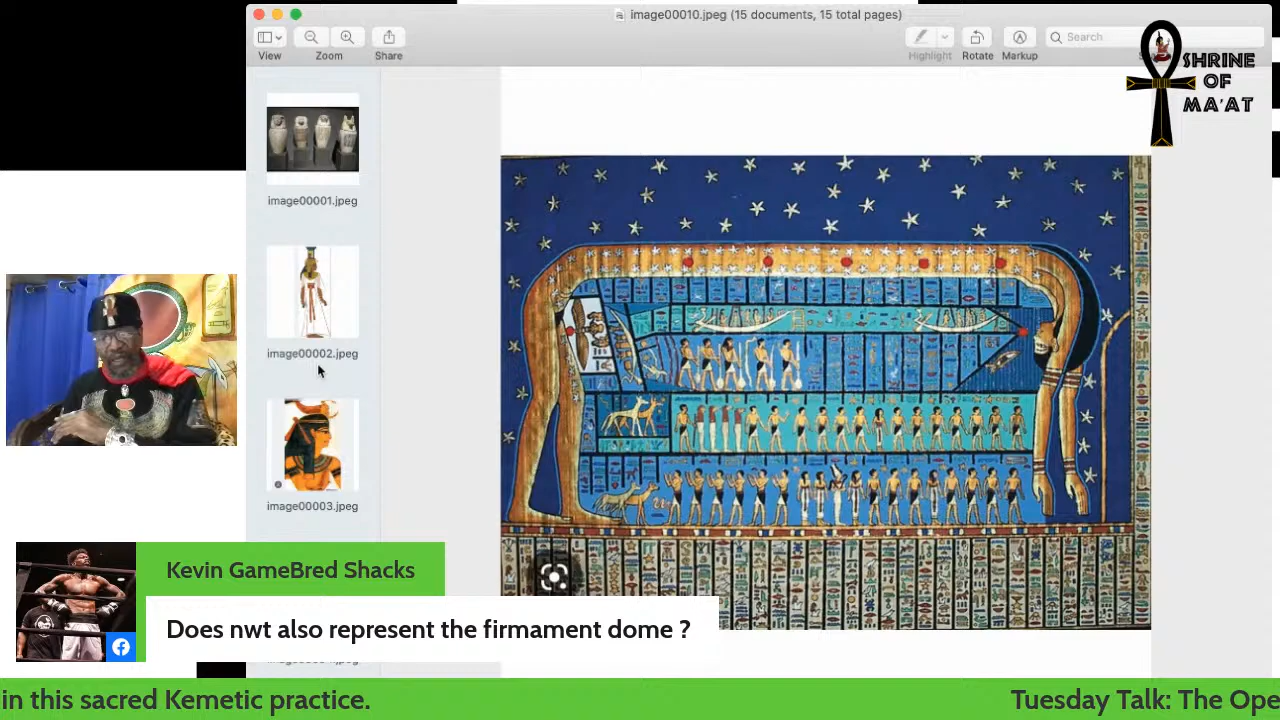 image00010.jpeg (15 documents, 15 total pages)
View
Zoom
Share
Highlight
Rotate
Markup
Search
SHRINE
OF
MA'AT
image00001.jpeg
image00002.jpeg
image00003.jpeg
Kevin GameBred Shacks
Does nwt also represent the firmament dome ?
in this sacred Kemetic practice.
Tuesday Talk: The Ope